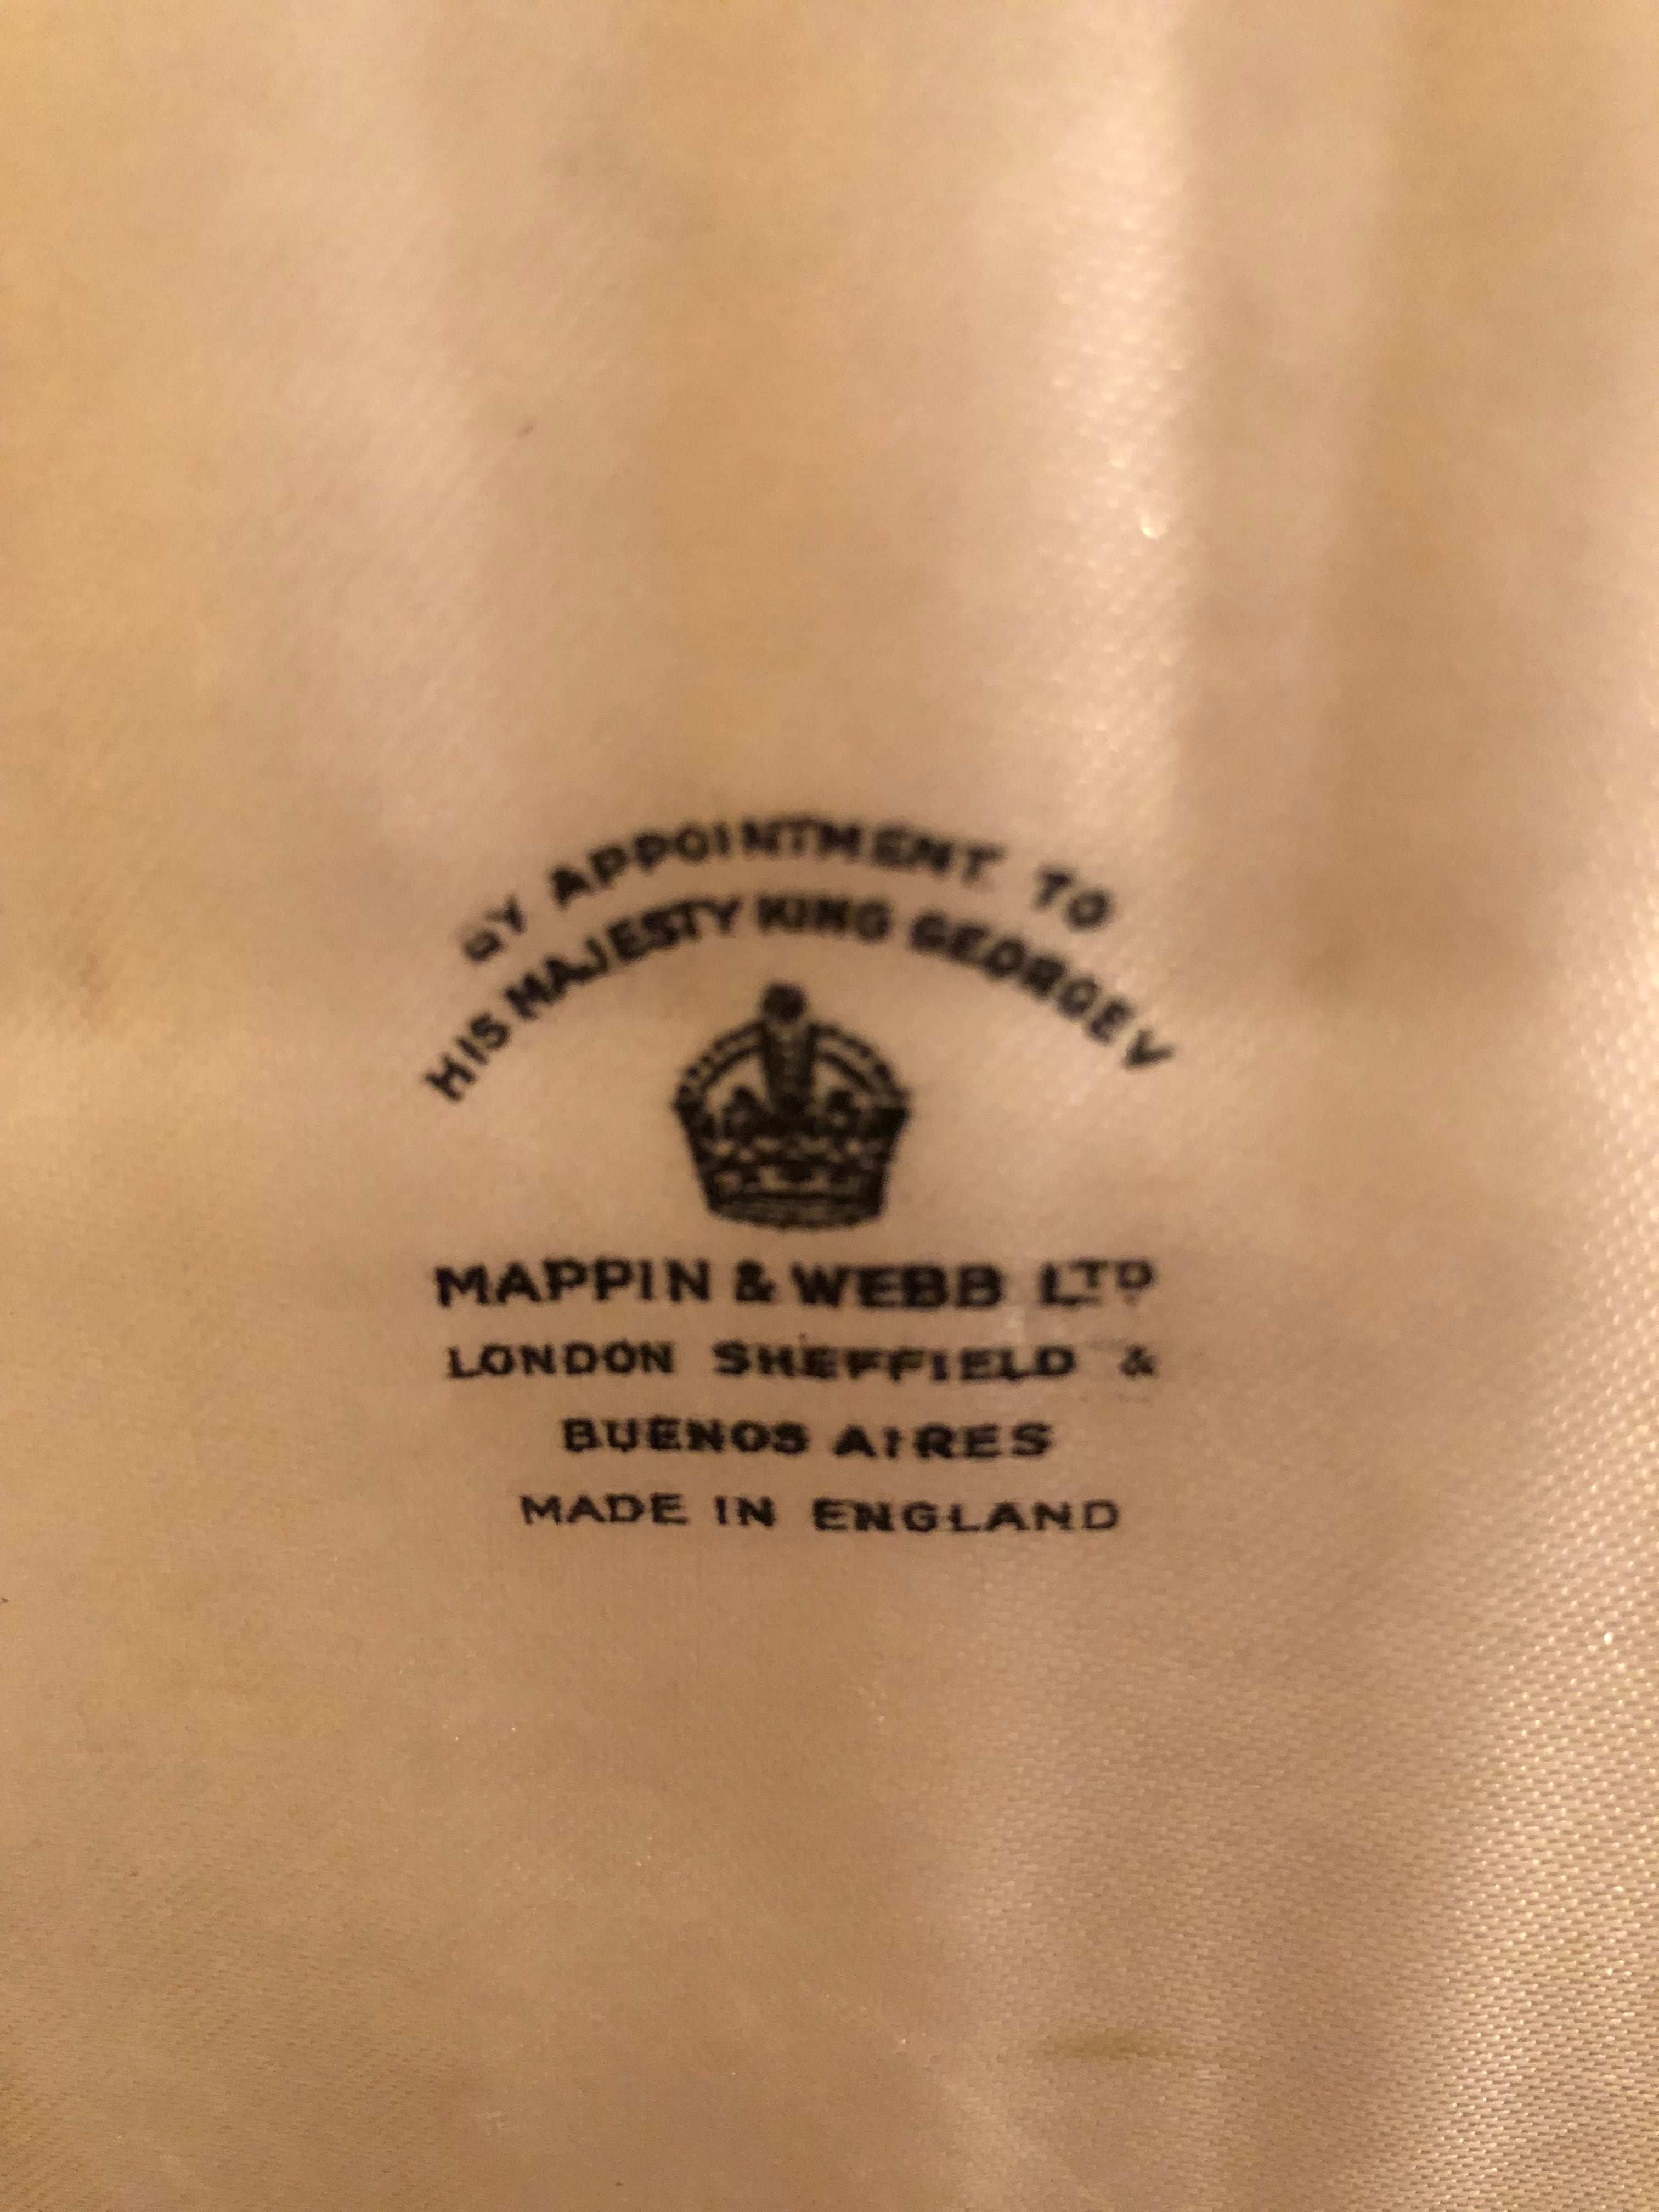 BY APPOINTMENT TO
HIS MAJESTY KING GEORGE V
MAPPIN & WEBB LTD
LONDON SHEFFIELD &
BUENOS AIRES
MADE IN ENGLAND